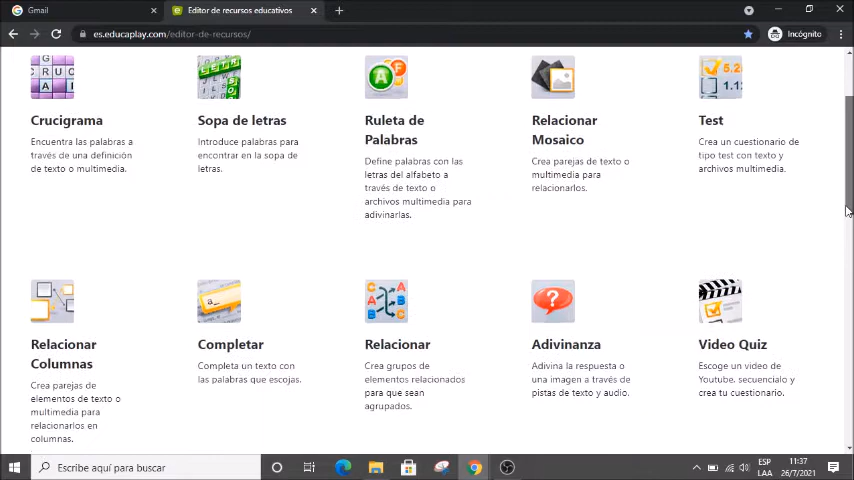 Gmail
Editor de recursos educativos
es.educaplay.com/editor-de-recursos/
Incógnito
Crucigrama
Encuentra las palabras a
través de una definición
de texto o multimedia.
Sopa de letras
Introduce palabras para
encontrar en la sopa de
letras.
Ruleta de
Palabras
Define palabras con las
letras del alfabeto a
través de texto o
archivos multimedia para
adivinarlas.
Relacionar
Mosaico
Crea parejas de texto o
multimedia para
relacionarlos.
Test
Crea un cuestionario de
tipo test con texto y
archivos multimedia.
Relacionar
Columnas
Crea parejas de
elementos de texto o
multimedia para
relacionarlos en
columnas.
Completar
Completa un texto con
las palabras que escojas.
Relacionar
Crea grupos de
elementos relacionados
para que sean
agrupados.
Adivinanza
Adivina la respuesta o
una imagen a través de
pistas de texto y audio.
Video Quiz
Escoge un video de
Youtube, secuencialo y
crea tu cuestionario.
Escribe aquí para buscar
ESP
LAA
11:37
26/7/2021